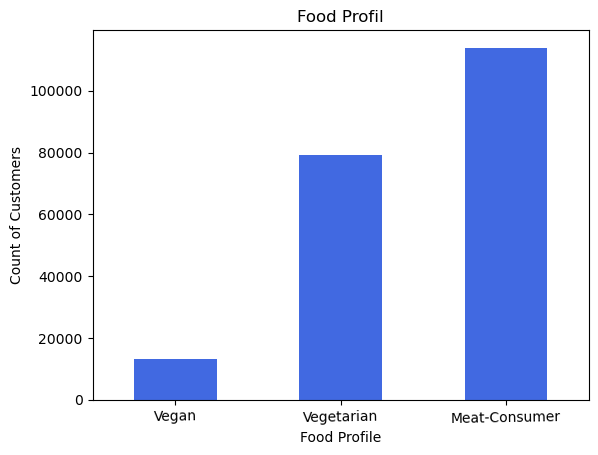 Food Profil
Count of Customers
100000
80000
60000
40000
20000
0
Vegan
Vegetarian
Meat-Consumer
Food Profile